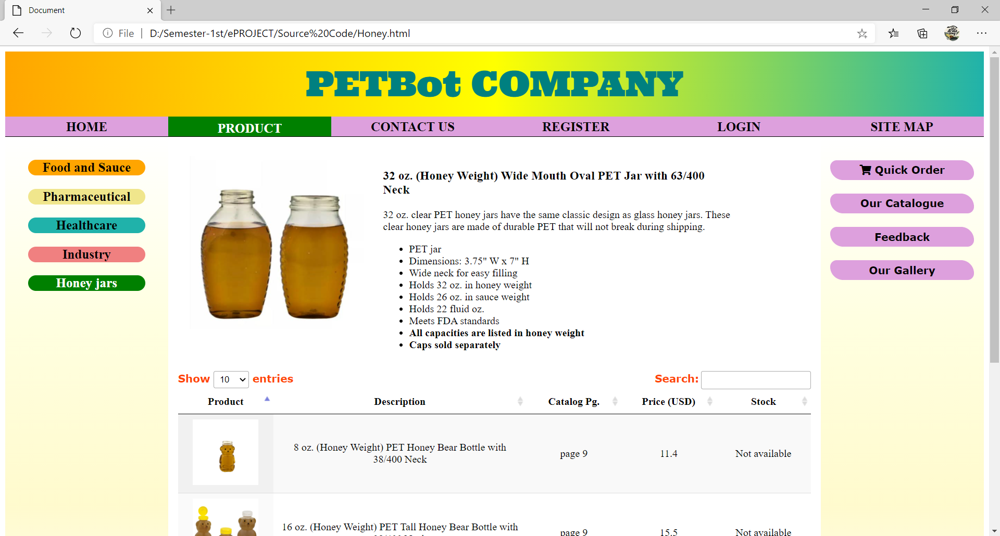 Document
File
D:/Semester-1st/ePROJECT/Source%20Code/Honey.html
PETBot COMPANY
HOME
PRODUCT
CONTACT US
REGISTER
LOGIN
SITE MAP
Food and Sauce
Pharmaceutical
Healthcare
Industry
Honey jars
32 oz. (Honey Weight) Wide Mouth Oval PET Jar with 63/400
Neck
32 oz. clear PET honey jars have the same classic design as glass honey jars. These
clear honey jars are made of durable PET that will not break during shipping.
PET jar
Dimensions: 3.75" W x 7" H
Wide neck for easy filling
Holds 32 oz. in honey weight
Holds 26 oz. in sauce weight
Holds 22 fluid oz.
Meets FDA standards
All capacities are listed in honey weight
Caps sold separately
Quick Order
Our Catalogue
Feedback
Our Gallery
Show 10 entries
Search:
Product
Description
Catalog Pg.
Price (USD)
Stock
8 oz. (Honey Weight) PET Honey Bear Bottle with
38/400 Neck
page 9
11.4
Not available
16 oz. (Honey Weight) PET Tall Honey Bear Bottle with
page 9
15.5
Not available